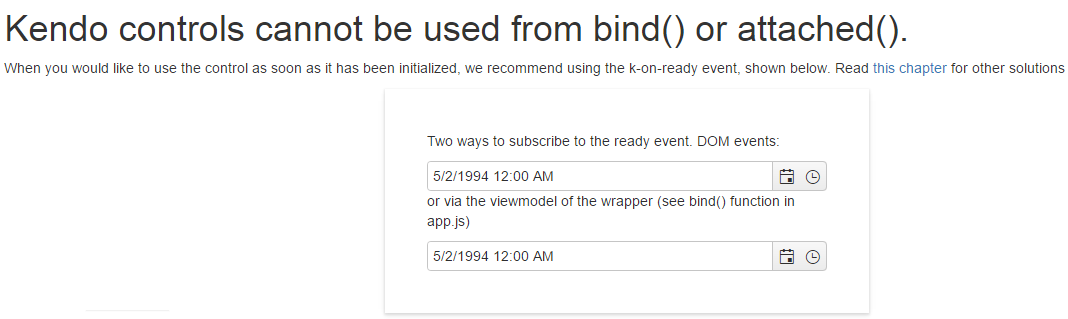 Kendo controls cannot be used from bind() or attached().
When you would like to use the control as soon as it has been initialized, we recommend using the k-on-ready event, shown below. Read this chapter for other solutions
Two ways to subscribe to the ready event. DOM events:
5/2/1994 12:00 AM
or via the viewmodel of the wrapper (see bind() function in
app.js)
5/2/1994 12:00 AM